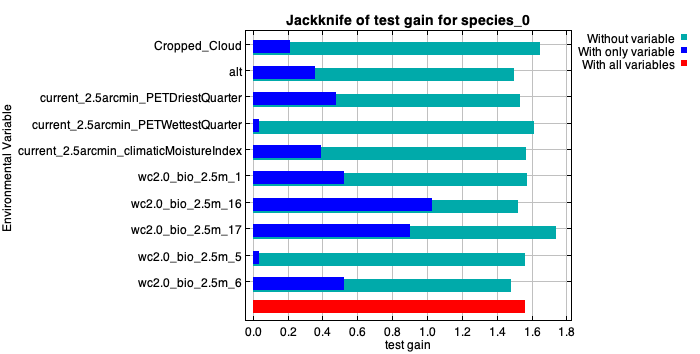 Jackknife of test gain for species_0
Without variable
With only variable
With all variables
Environmental Variable
Cropped_Cloud
alt
current_2.5arcmin_PETDriestQuarter
current_2.5arcmin_PETWettestQuarter
current_2.5arcmin_climaticMoistureIndex
wc2.0_bio_2.5m_1
wc2.0_bio_2.5m_16
wc2.0_bio_2.5m_17
wc2.0_bio_2.5m_5
wc2.0_bio_2.5m_6
0.0 0.2 0.4 0.6 0.8 1.0 1.2 1.4 1.6 1.8
test gain